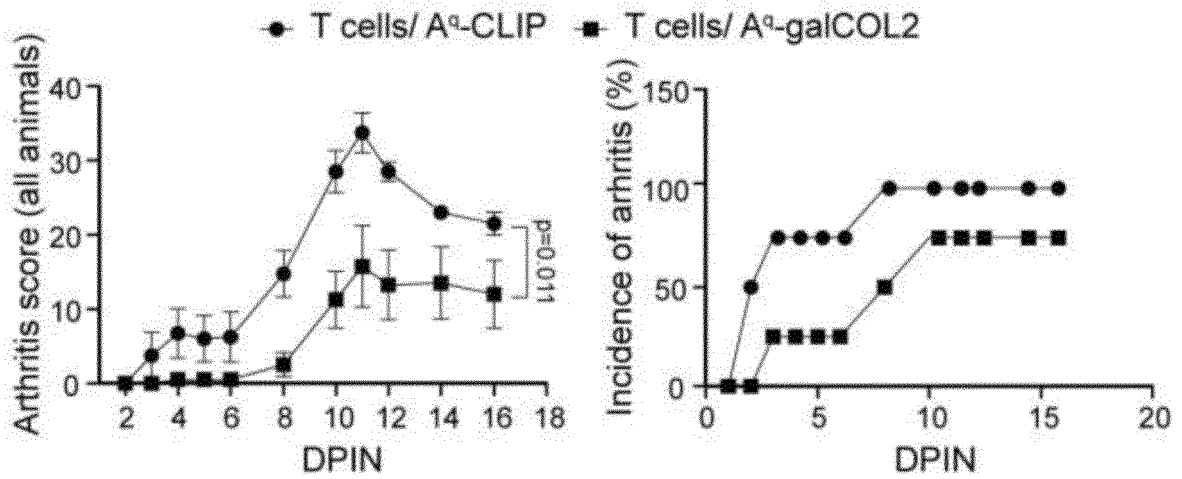 T cells/ Aq-CLIP T cells/ Aq-galCOL2
Arthritis score (all animals)
40
30
20
10
0
2 4 6 8 10 12 14 16 18
DPIN
p=0.011
Incidence of arhritis (%)
150
100
50
0
0 5 10 15 20
DPIN